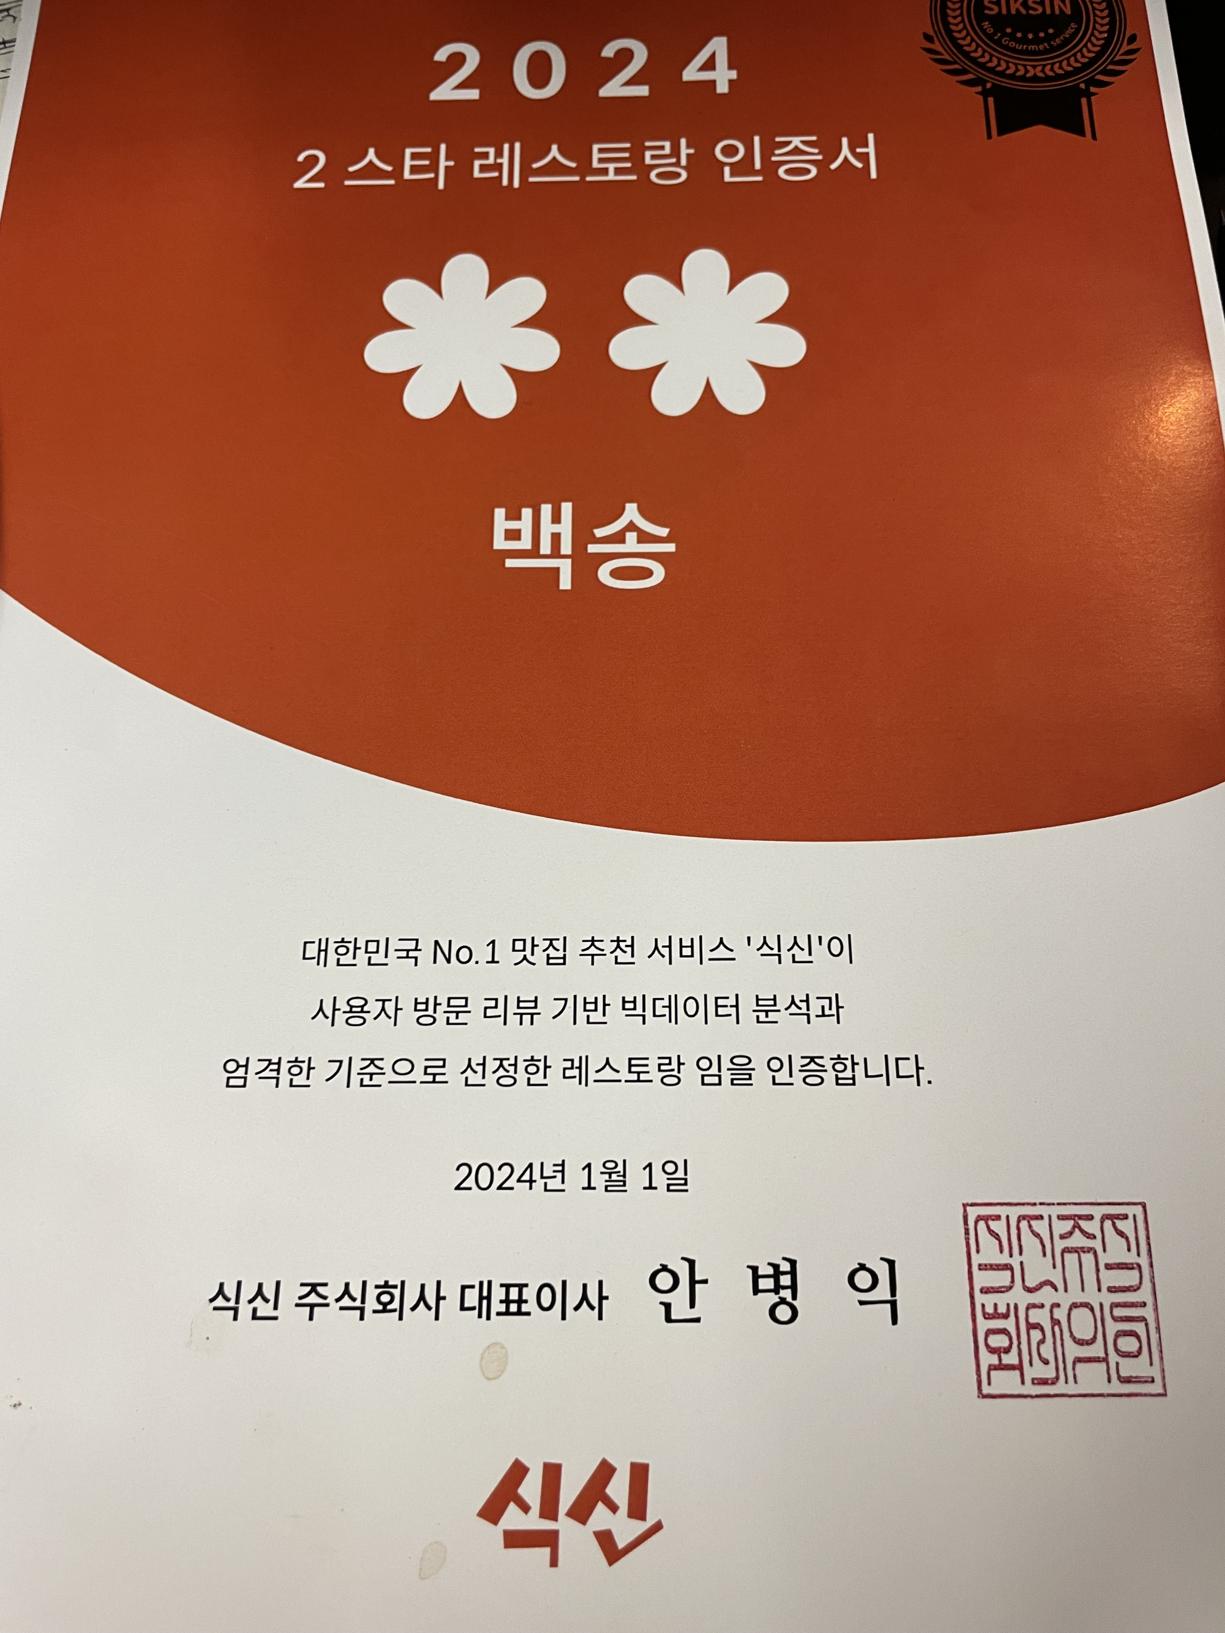 SIKSIN
No 1 Gourmet service
2024
2 스타 레스토랑 인증서
백송
대한민국 No.1 맛집 추천 서비스 '식신'이
사용자 방문 리뷰 기반 빅데이터 분석과
엄격한 기준으로 선정한 레스토랑 임을 인증합니다.
2024년 1월 1일
식신 주식회사 대표이사 안 병 익
식신